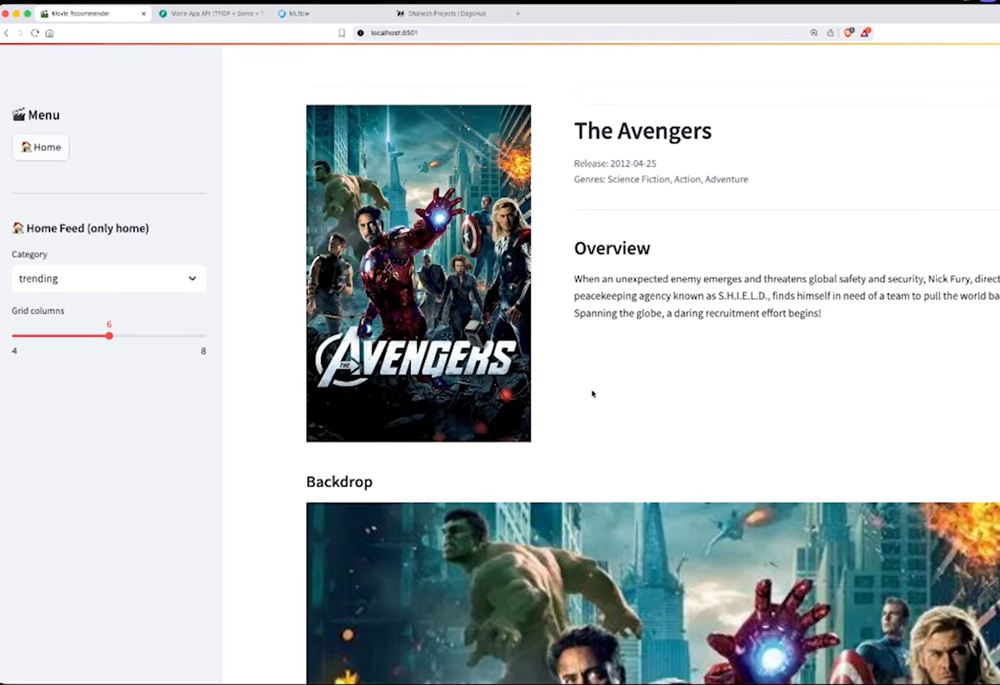 Movie Recommender
Movie App API (TFIDF + Genre + T
MLflow
Dhanesh Projects | DagsHub
localhost:8501
Menu
Home
Home Feed (only home)
Category
trending
Grid columns
6
4
8
THE AVENGERS
The Avengers
Release: 2012-04-25
Genres: Science Fiction, Action, Adventure
Overview
When an unexpected enemy emerges and threatens global safety and security, Nick Fury, direct
peacekeeping agency known as S.H.I.E.L.D., finds himself in need of a team to pull the world ba
Spanning the globe, a daring recruitment effort begins!
Backdrop